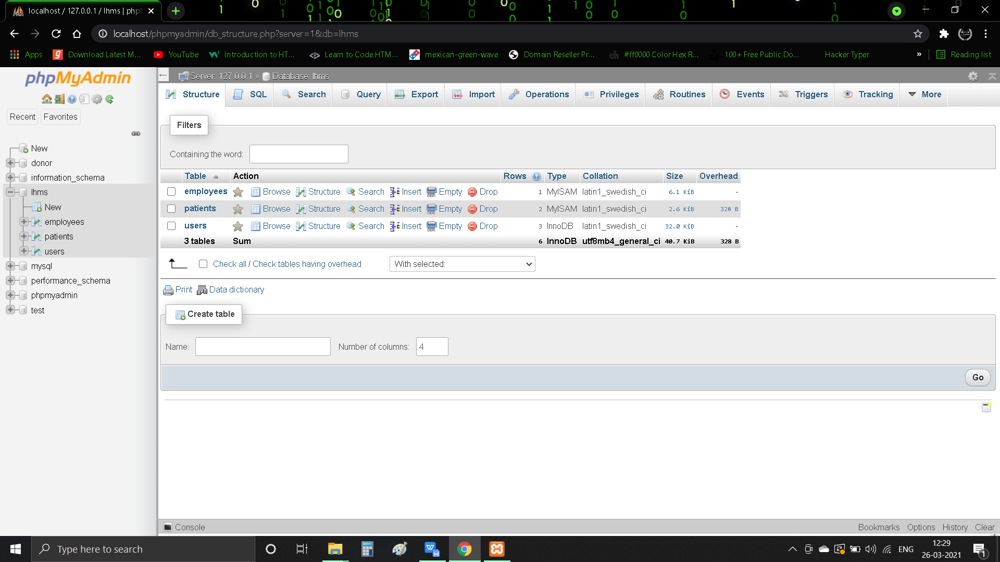 localhost / 127.0.0.1 / lhms | php
localhost/phpmyadmin/db_structure.php?server=1&db=lhms
Apps Download Latest M... YouTube Introduction to HT... Learn to Code HTM... mexican-green-wave Domain Reseller Pr... #ff0000 Color Hex R... 100+ Free Public Do... Hacker Typer » Reading list
phpMyAdmin
Recent Favorites
New
donor
information_schema
lhms
New
employees
patients
users
mysql
performance_schema
phpmyadmin
test
Server: 127.0.0.1 » Database: lhms
Structure SQL Search Query Export Import Operations Privileges Routines Events Triggers Tracking More
Filters
Containing the word:
Table Action Rows Type Collation Size Overhead
employees Browse Structure Search Insert Empty Drop 1 MyISAM latin1_swedish_ci 6.1 KiB -
patients Browse Structure Search Insert Empty Drop 2 MyISAM latin1_swedish_ci 2.6 KiB 328 B
users Browse Structure Search Insert Empty Drop 3 InnoDB latin1_swedish_ci 32.0 KiB -
3 tables Sum 6 InnoDB utf8mb4_general_ci 40.7 KiB 328 B
Check all / Check tables having overhead With selected:
Print Data dictionary
Create table
Name: Number of columns: 4
Go
Console Bookmarks Options History Clear
Type here to search
ENG
12:29
26-03-2021
1